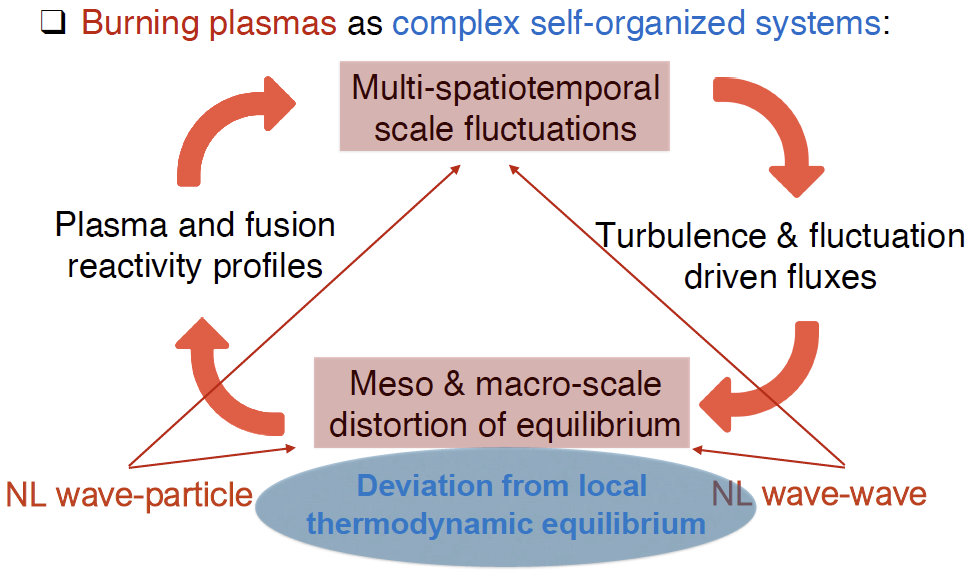 ❑ Burning plasmas as complex self-organized systems:
Multi-spatiotemporal
scale fluctuations
Plasma and fusion
reactivity profiles
Turbulence & fluctuation
driven fluxes
Meso & macro-scale
distortion of equilibrium
NL wave-particle
Deviation from local
thermodynamic equilibrium
NL wave-wave